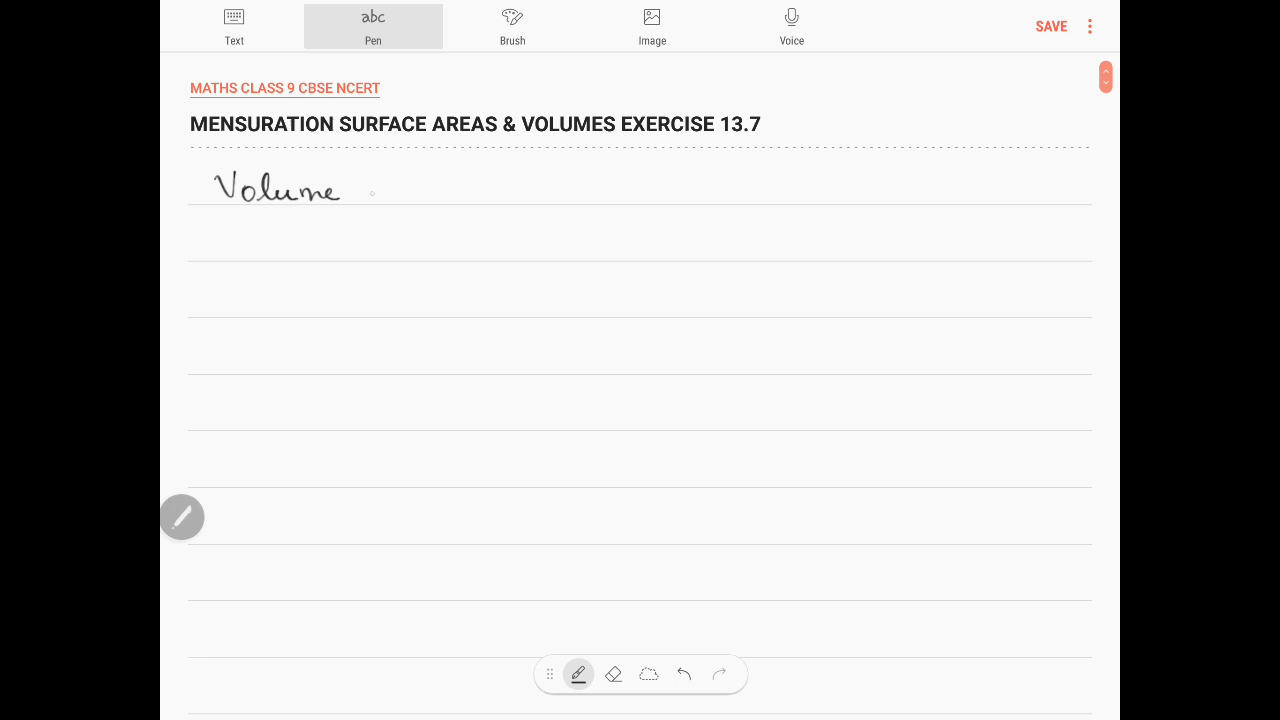 Text
abc
Pen
Brush
Image
Voice
SAVE
MATHS CLASS 9 CBSE NCERT
MENSURATION SURFACE AREAS & VOLUMES EXERCISE 13.7
Volume